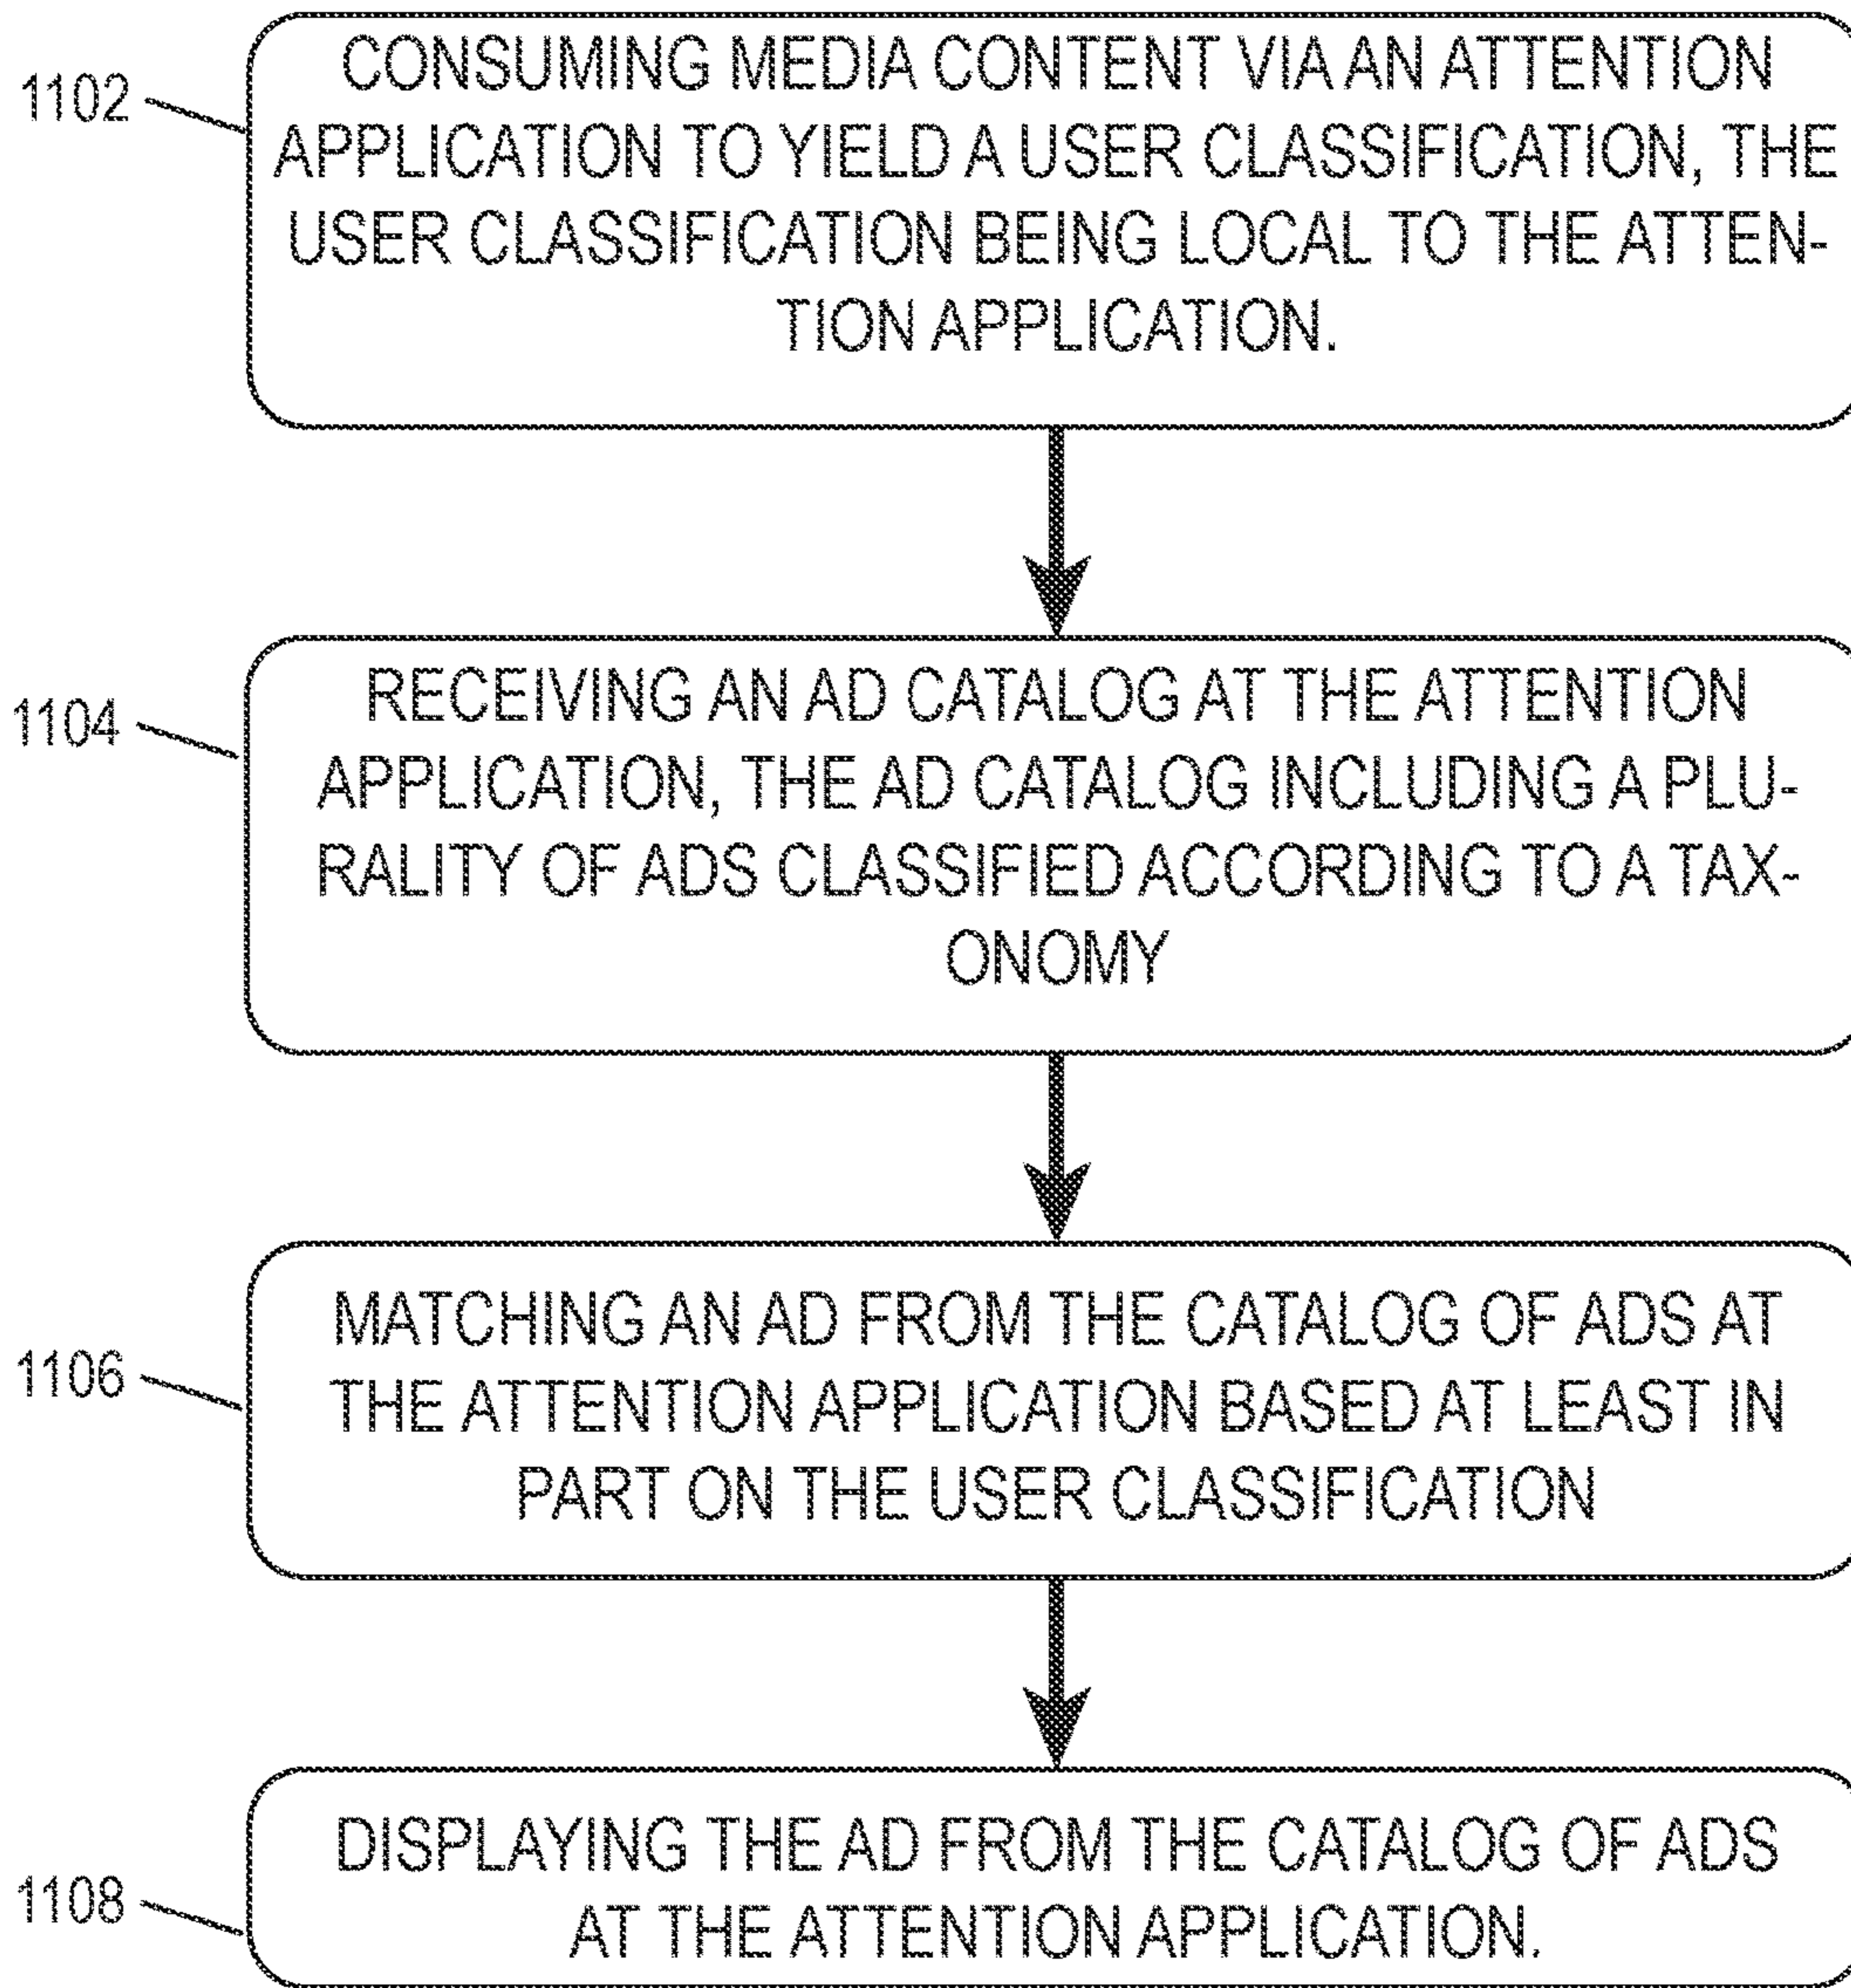 1102
CONSUMING MEDIA CONTENT VIA AN ATTENTION
APPLICATION TO YIELD A USER CLASSIFICATION, THE
USER CLASSIFICATION BEING LOCAL TO THE ATTEN-
TION APPLICATION.
1104
RECEIVING AN AD CATALOG AT THE ATTENTION
APPLICATION, THE AD CATALOG INCLUDING A PLU-
RALITY OF ADS CLASSIFIED ACCORDING TO A TAX-
ONOMY
1106
MATCHING AN AD FROM THE CATALOG OF ADS AT
THE ATTENTION APPLICATION BASED AT LEAST IN
PART ON THE USER CLASSIFICATION
1108
DISPLAYING THE AD FROM THE CATALOG OF ADS
AT THE ATTENTION APPLICATION.